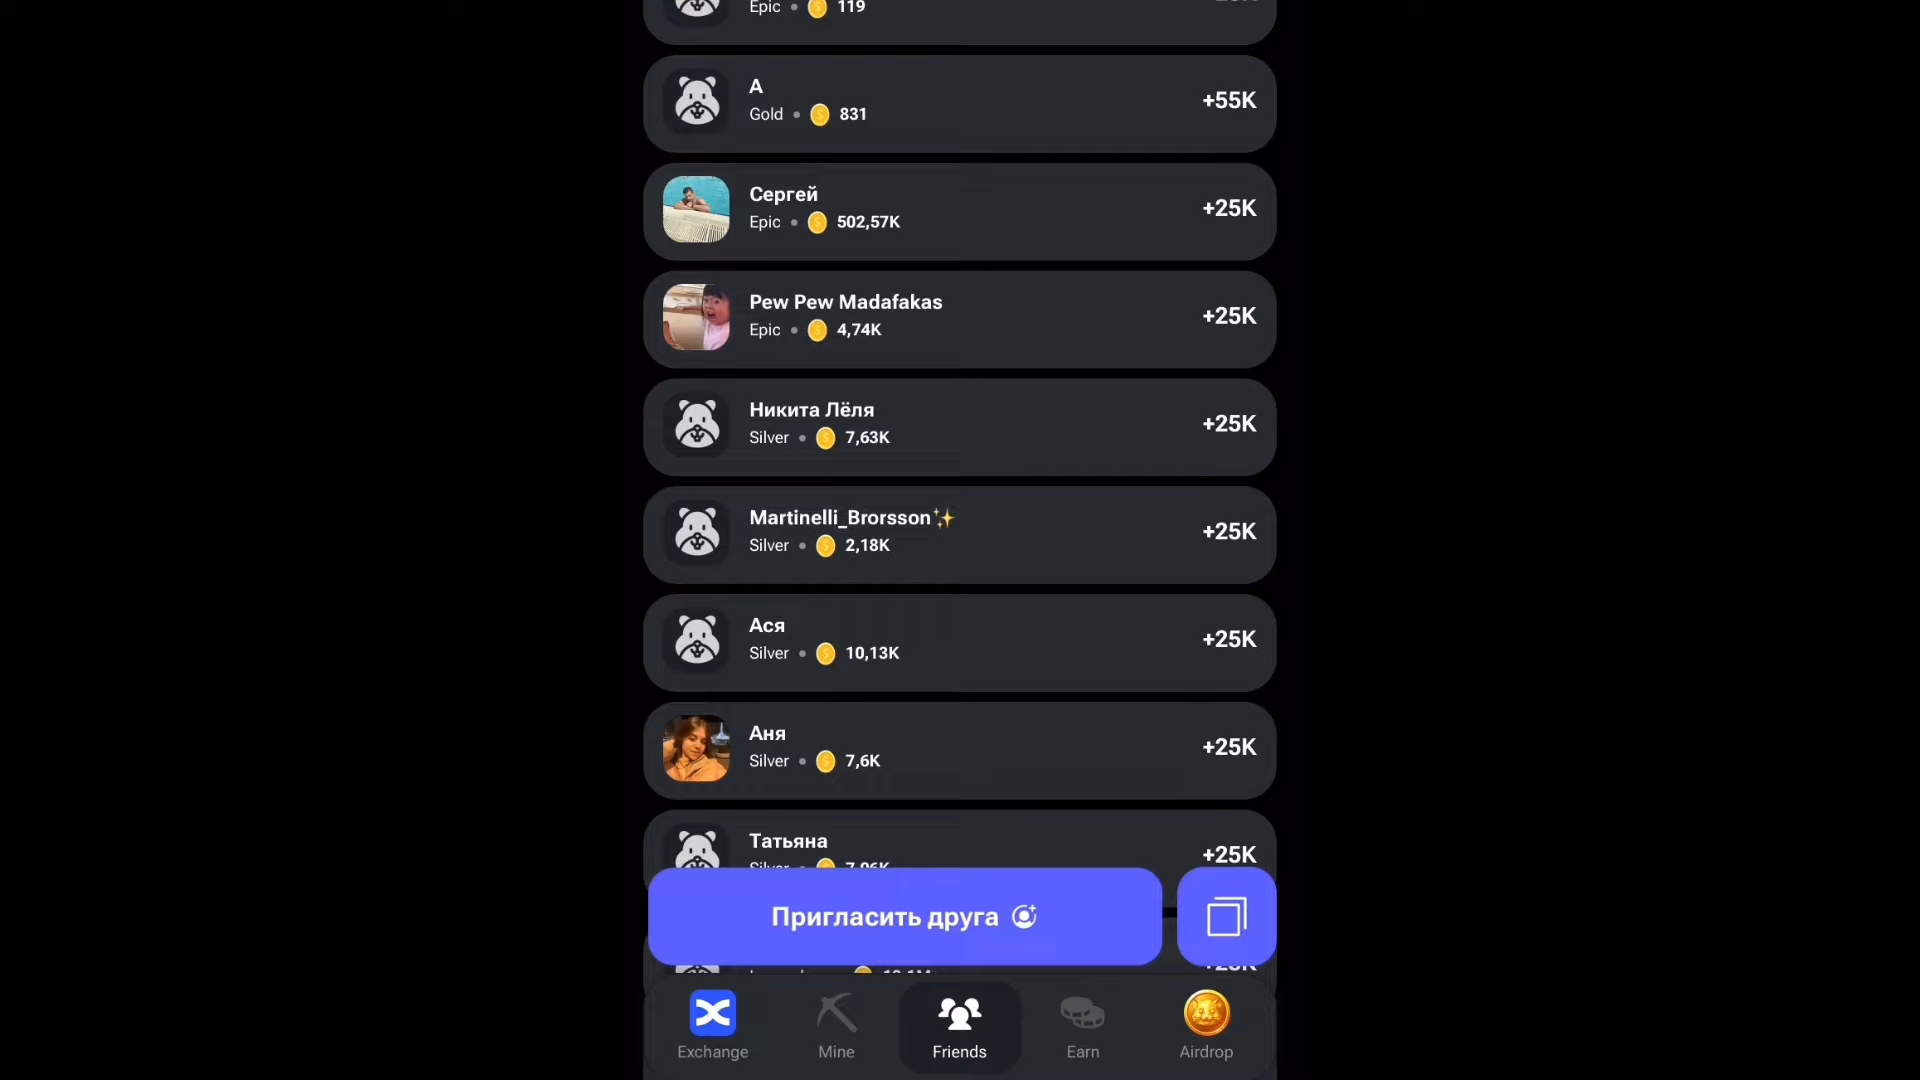 Epic • 119
A
Gold • 831
+55K
Сергей
Epic • 502,57K
+25K
Pew Pew Madafakas
Epic • 4,74K
+25K
Никита Лёля
Silver • 7,63K
+25K
Martinelli_Brorsson✨
Silver • 2,18K
+25K
Ася
Silver • 10,13K
+25K
Аня
Silver • 7,6K
+25K
Татьяна
+25K
Пригласить друга
Exchange
Mine
Friends
Earn
Airdrop